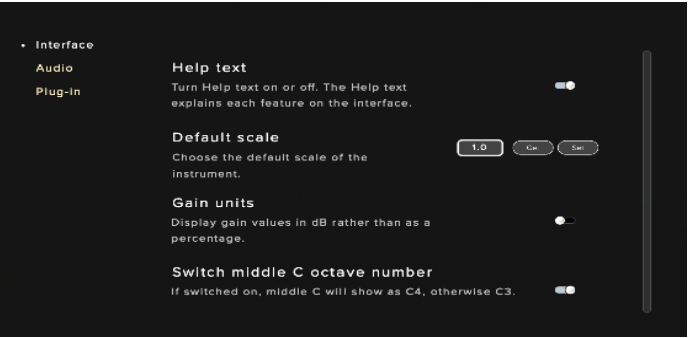 • Interface
Audio
Plug-in
Help text
Turn Help text on or off. The Help text
explains each feature on the interface.
Default scale
Choose the default scale of the
instrument.
1.0
Get
Set
Gain units
Display gain values in dB rather than as a
percentage.
Switch middle C octave number
If switched on, middle C will show as C4, otherwise C3.